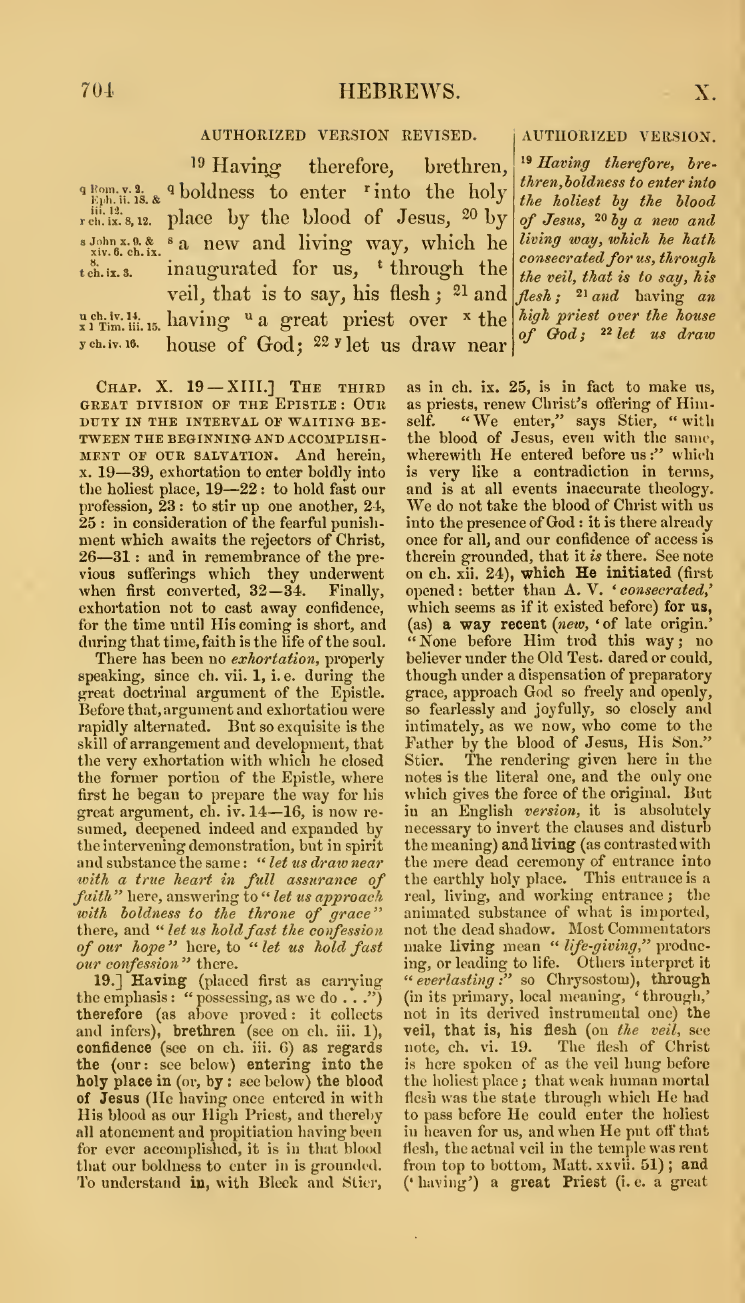 704
HEBREWS.
X.
AUTHORIZED VERSION REVISED.
19 Having therefore, brethren,
q boldness to enter r into the holy
place by the blood of Jesus, 20 by
s a new and living way, which he
inaugurated for us, t through the
veil, that is to say, his flesh; 21 and
having u a great priest over x the
house of God; 22 y let us draw near
q Rom. v. 2.
Eph. ii. 18. &
iii. 12.
r ch. ix. 8, 12.
s John x. 9. &
xiv. 6. ch. ix.
8.
t ch. ix. 3.
u ch. iv. 14.
x 1 Tim. iii. 15.
y ch. iv. 16.
AUTHORIZED VERSION.
19 Having therefore, bre-
thren, boldness to enter into
the holiest by the blood
of Jesus, 20 by a new and
living way, which he hath
consecrated for us, through
the veil, that is to say, his
flesh; 21 and having an
high priest over the house
of God; 22 let us draw
CHAP. X. 19—XIII.] THE THIRD
GREAT DIVISION OF THE EPISTLE: OUR
DUTY IN THE INTERVAL OF WAITING BE-
TWEEN THE BEGINNING AND ACCOMPLISH-
MENT OF OUR SALVATION. And herein,
x. 19—39, exhortation to enter boldly into
the holiest place, 19—22: to hold fast our
profession, 23: to stir up one another, 24,
25: in consideration of the fearful punish-
ment which awaits the rejectors of Christ,
26—31: and in remembrance of the pre-
vious sufferings which they underwent
when first converted, 32—34. Finally,
exhortation not to cast away confidence,
for the time until His coming is short, and
during that time, faith is the life of the soul.
There has been no exhortation, properly
speaking, since ch. vii. 1, i. e. during the
great doctrinal argument of the Epistle.
Before that, argument and exhortation were
rapidly alternated. But so exquisite is the
skill of arrangement and development, that
the very exhortation with which he closed
the former portion of the Epistle, where
first he began to prepare the way for his
great argument, ch. iv. 14—16, is now re-
sumed, deepened indeed and expanded by
the intervening demonstration, but in spirit
and substance the same: "let us draw near
with a true heart in full assurance of
faith" here, answering to "let us approach
with boldness to the throne of grace"
there, and "let us hold fast the confession
of our hope" here, to "let us hold fast
our confession" there.
19.] Having (placed first as carrying
the emphasis: "possessing, as we do . . .")
therefore (as above proved: it collects
and infers), brethren (see on ch. iii. 1),
confidence (see on ch. iii. 6) as regards
the (our: see below) entering into the
holy place in (or, by: see below) the blood
of Jesus (He having once entered in with
His blood as our High Priest, and thereby
all atonement and propitiation having been
for ever accomplished, it is in that blood
that our boldness to enter in is grounded.
To understand in, with Bleek and Stier,
as in ch. ix. 25, is in fact to make us,
as priests, renew Christ's offering of Him-
self. "We enter," says Stier, "with
the blood of Jesus, even with the same,
wherewith He entered before us:" which
is very like a contradiction in terms,
and is at all events inaccurate theology.
We do not take the blood of Christ with us
into the presence of God: it is there already
once for all, and our confidence of access is
therein grounded, that it is there. See note
on ch. xii. 24), which He initiated (first
opened: better than A. V. 'consecrated,'
which seems as if it existed before) for us,
(as) a way recent (new, 'of late origin.'
"None before Him trod this way; no
believer under the Old Test. dared or could,
though under a dispensation of preparatory
grace, approach God so freely and openly,
so fearlessly and joyfully, so closely and
intimately, as we now, who come to the
Father by the blood of Jesus, His Son."
Stier. The rendering given here in the
notes is the literal one, and the only one
which gives the force of the original. But
in an English version, it is absolutely
necessary to invert the clauses and disturb
the meaning) and living (as contrasted with
the mere dead ceremony of entrance into
the earthly holy place. This entrance is a
real, living, and working entrance; the
animated substance of what is imported,
not the dead shadow. Most Commentators
make living mean "life-giving," produc-
ing, or leading to life. Others interpret it
"everlasting:" so Chrysostom), through
(in its primary, local meaning, 'through,'
not in its derived instrumental one) the
veil, that is, his flesh (on the veil, see
note, ch. vi. 19. The flesh of Christ
is here spoken of as the veil hung before
the holiest place; that weak human mortal
flesh was the state through which He had
to pass before He could enter the holiest
in heaven for us, and when He put off that
flesh, the actual veil in the temple was rent
from top to bottom, Matt. xxvii. 51); and
('having') a great Priest (i. e. a great